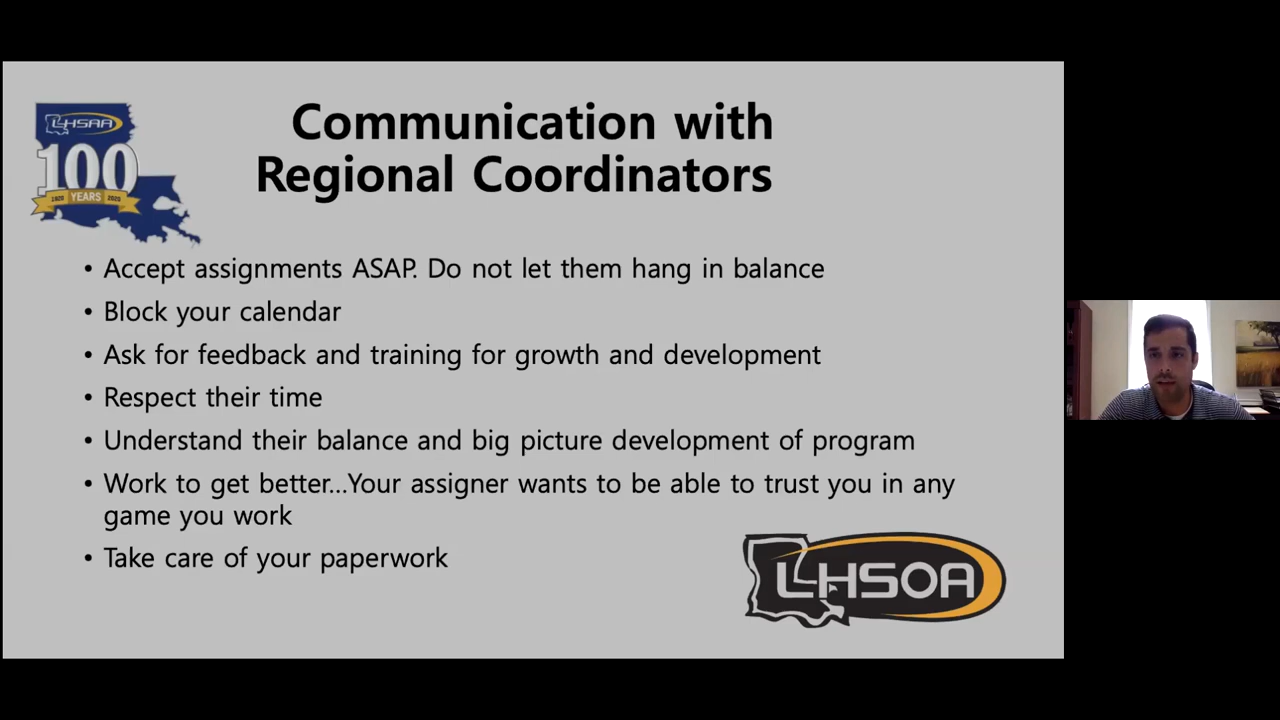 LHSAA
100
1920 YEARS 2020
Communication with
Regional Coordinators
• Accept assignments ASAP. Do not let them hang in balance
• Block your calendar
• Ask for feedback and training for growth and development
• Respect their time
• Understand their balance and big picture development of program
• Work to get better...Your assigner wants to be able to trust you in any
game you work
• Take care of your paperwork
LHSOA